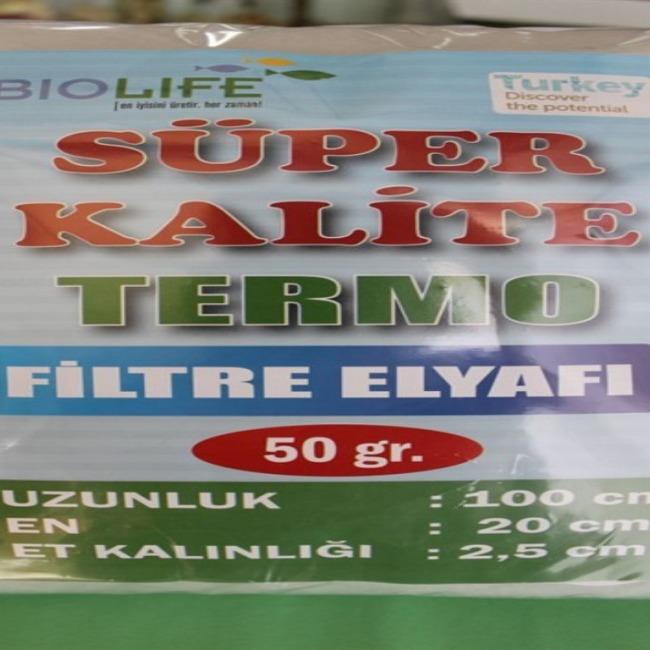 BIOLIFE
[ en iyisini üretir. her zaman!
Turkey
Discover
the potential
SÜPER
KALİTE
TERMO
FİLTRE ELYAFI
50 gr.
UZUNLUK : 100 cm
EN : 20 cm
ET KALINLIĞI : 2,5 cm